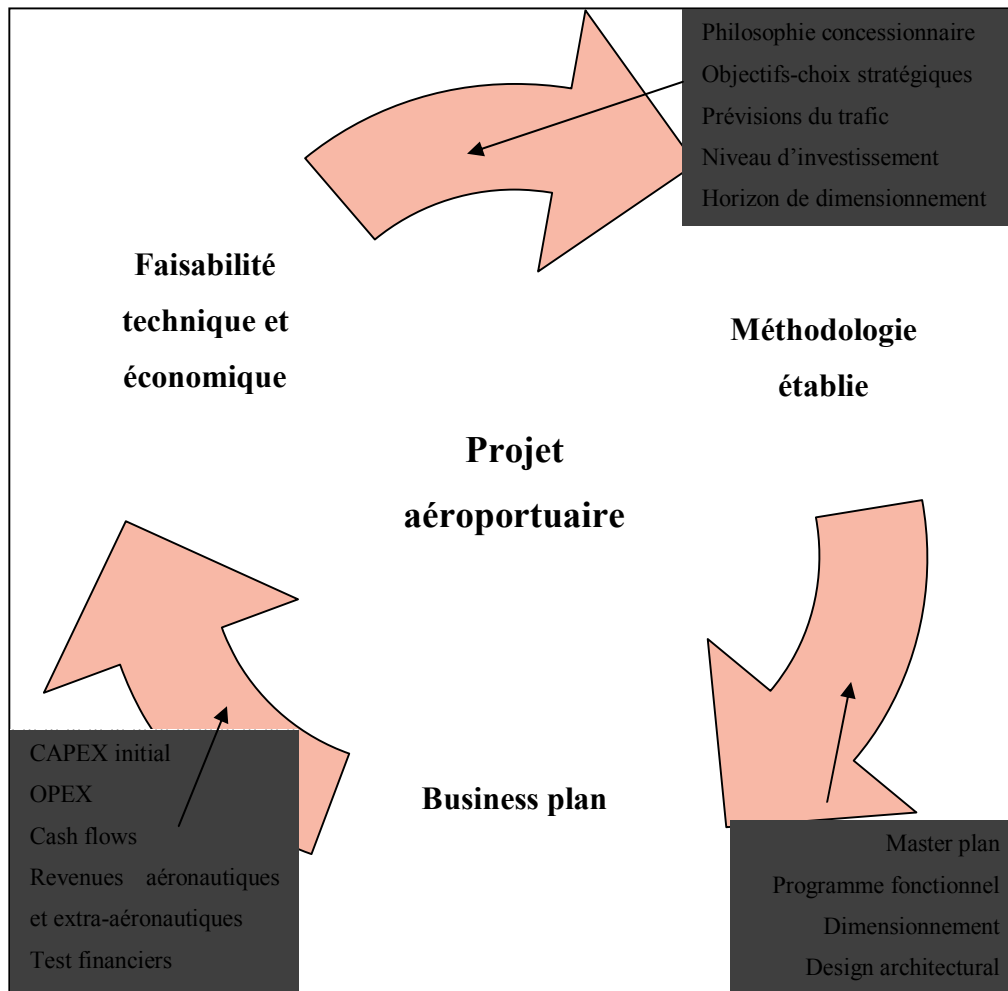 Philosophie concessionnaire
Objectifs-choix stratégiques
Prévisions du trafic
Niveau d’investissement
Horizon de dimensionnement
Faisabilité
technique et
économique
Méthodologie
établie
Projet
aéroportuaire
Business plan
CAPEX initial
OPEX
Cash flows
Revenues aéronautiques
et extra-aéronautiques
Test financiers
Master plan
Programme fonctionnel
Dimensionnement
Design architectural